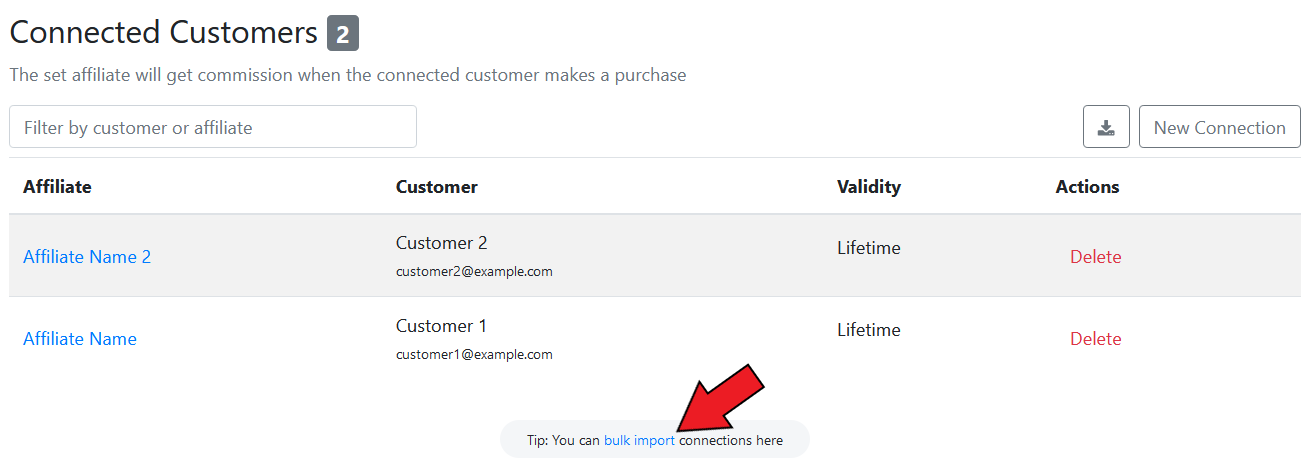 Connected Customers 2
The set affiliate will get commission when the connected customer makes a purchase
Filter by customer or affiliate
New Connection
Affiliate Customer Validity Actions
Affiliate Name 2 Customer 2 Lifetime Delete
customer2@example.com
Affiliate Name Customer 1 Lifetime Delete
customer1@example.com
Tip: You can bulk import connections here